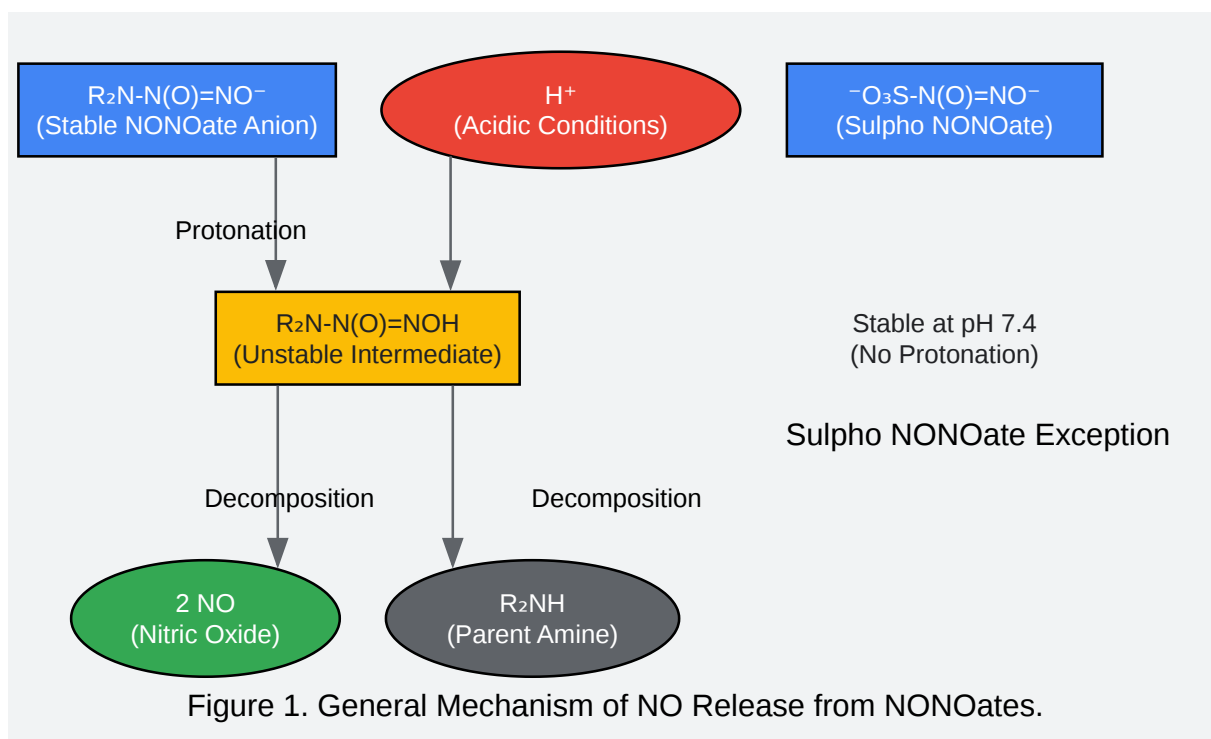 R₂N-N(O)=NO⁻
(Stable NONOate Anion)
H⁺
(Acidic Conditions)
⁻O₃S-N(O)=NO⁻
(Sulpho NONOate)
Protonation
R₂N-N(O)=NOH
(Unstable Intermediate)
Stable at pH 7.4
(No Protonation)
Sulpho NONOate Exception
Decomposition
Decomposition
2 NO
(Nitric Oxide)
R₂NH
(Parent Amine)
Figure 1. General Mechanism of NO Release from NONOates.